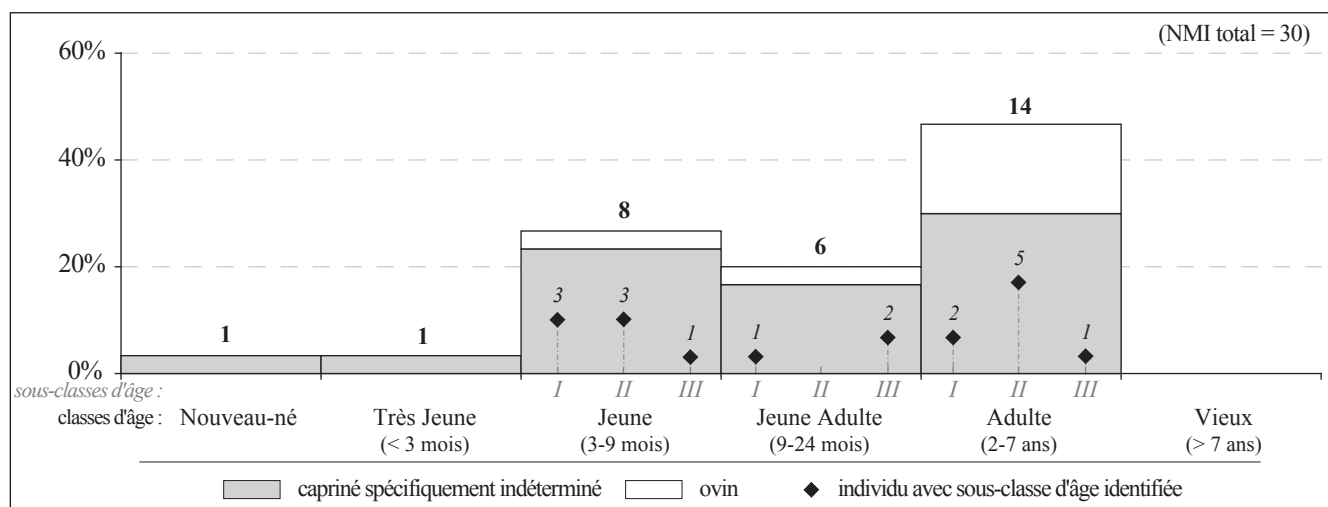 (NMI total = 30)
60%
40%
20%
0%
1
1
8
6
14
3
3
1
1
2
2
5
1
sous-classes d'âge :
I II III I II III I II III
classes d'âge : Nouveau-né Très Jeune Jeune Jeune Adulte Adulte Vieux
(< 3 mois) (3-9 mois) (9-24 mois) (2-7 ans) (> 7 ans)
capriné spécifiquement indéterminé ovin individu avec sous-classe d'âge identifiée